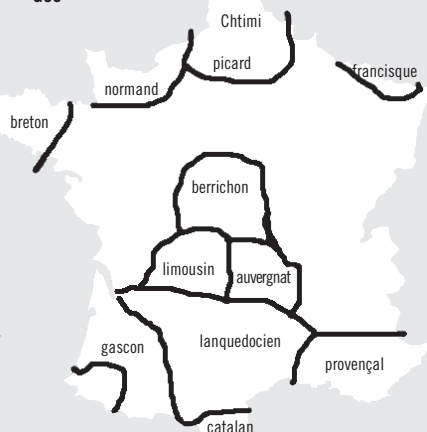 Chtimi
picard
francisque
normand
breton
berrichon
limousin
auvergnat
lanquedocien
gascon
provençal
catalan